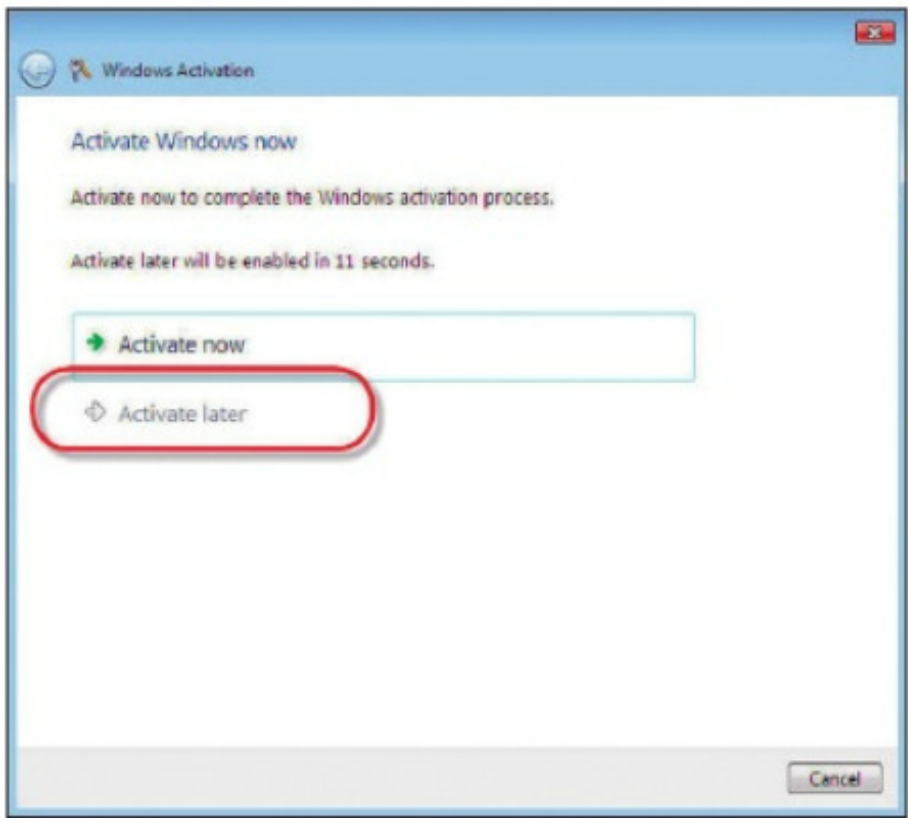 Windows Activation
Activate Windows now
Activate now to complete the Windows activation process.
Activate later will be enabled in 11 seconds.
Activate now
Activate later
Cancel